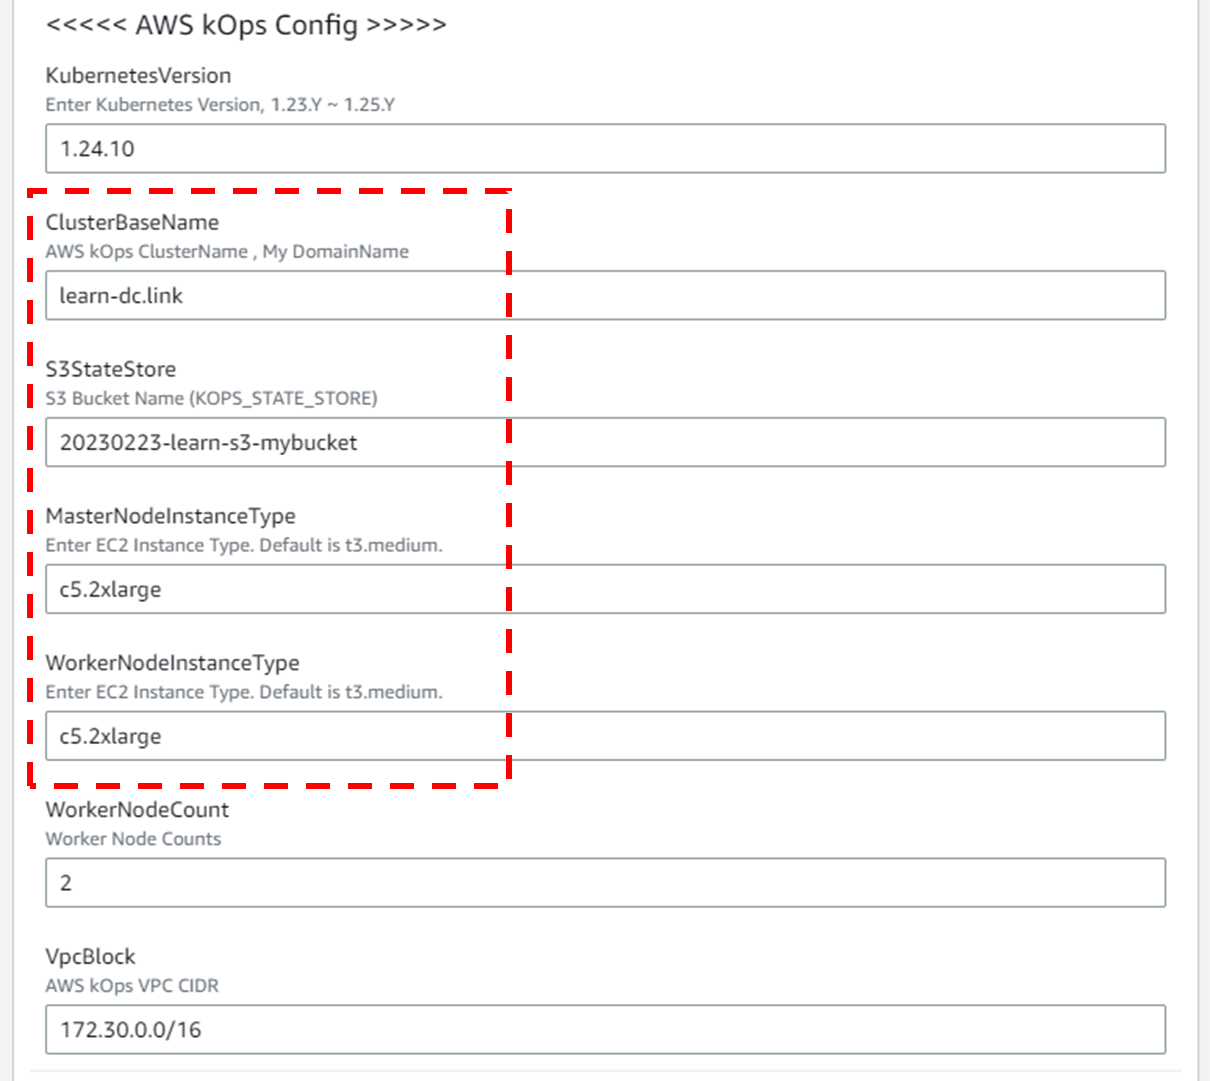 <<<<< AWS kOps Config >>>>>
KubernetesVersion
Enter Kubernetes Version, 1.23.Y ~ 1.25.Y
1.24.10
ClusterBaseName
AWS kOps ClusterName , My DomainName
learn-dc.link
S3StateStore
S3 Bucket Name (KOPS_STATE_STORE)
20230223-learn-s3-mybucket
MasterNodeInstanceType
Enter EC2 Instance Type. Default is t3.medium.
c5.2xlarge
WorkerNodeInstanceType
Enter EC2 Instance Type. Default is t3.medium.
c5.2xlarge
WorkerNodeCount
Worker Node Counts
2
VpcBlock
AWS kOps VPC CIDR
172.30.0.0/16